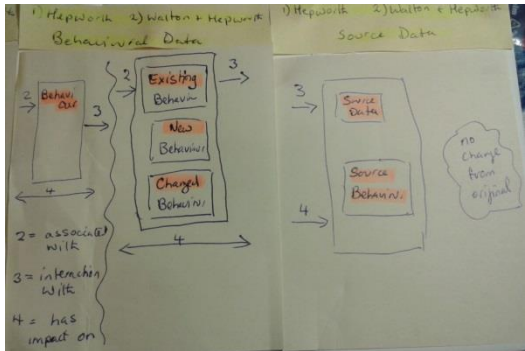 1) Hepworth 2) Walton + Hepworth
Behavioural Data
2
Behavi
our
3
4
2 = associated
with
3 = interaction
with
4 = has
impact on
2
3
Existing
Behaviour
New
Behaviour
Changed
Behaviour
4
1) Hepworth 2) Walton + Hepworth
Source Data
3
Source
Data
Source
Behaviour
4
no
change
from
original